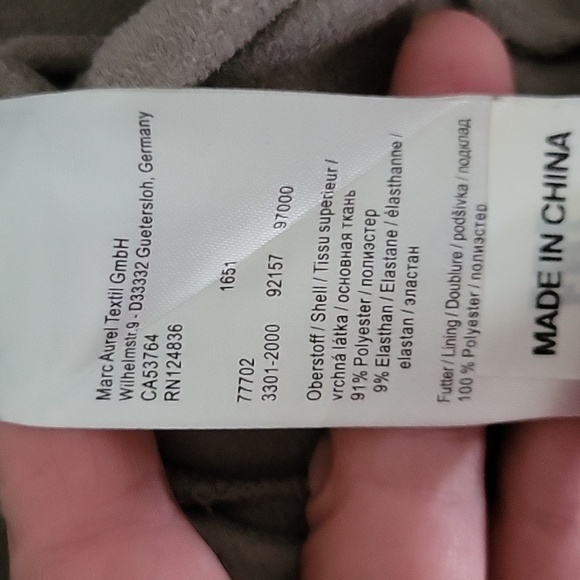 Marc Aurel Textil GmbH
Wilhelmstr.9 - D33332 Guetersloh, Germany
CA53764
RN124836
1651
77702
3301-2000 92157 97000
Oberstoff / Shell / Tissu superieur /
vrchná látka / основная ткань
91% Polyester / полиэстер
9% Elasthan / Elastane / élasthanne /
elastan / эластан
Futter / Lining / Doublure / podšívka / подклад
100 % Polyester / полиэстер
MADE IN CHINA